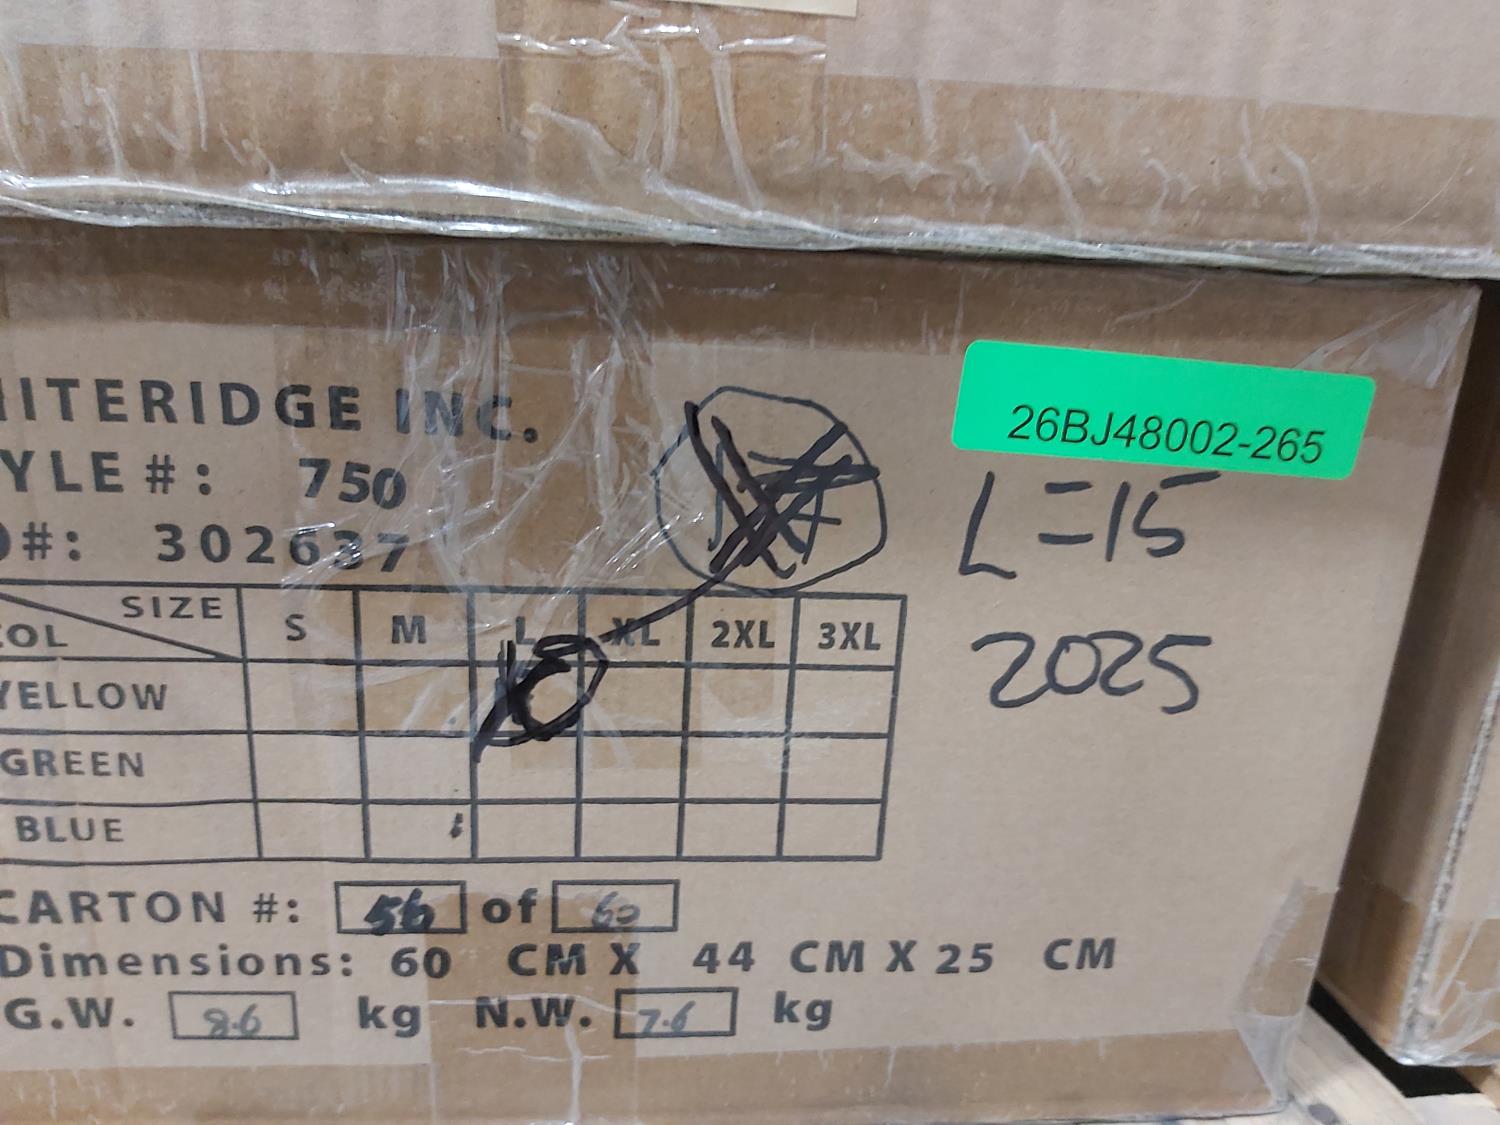 HITERIDGE INC.
YLE #: 750
O#: 302637
26BJ48002-265
L=15
2025
SIZE S M L XL 2XL 3XL
COL
YELLOW
GREEN
BLUE
CARTON #: 56 of 60
Dimensions: 60 CM X 44 CM X 25 CM
G.W. 8.6 kg N.W. 7.6 kg